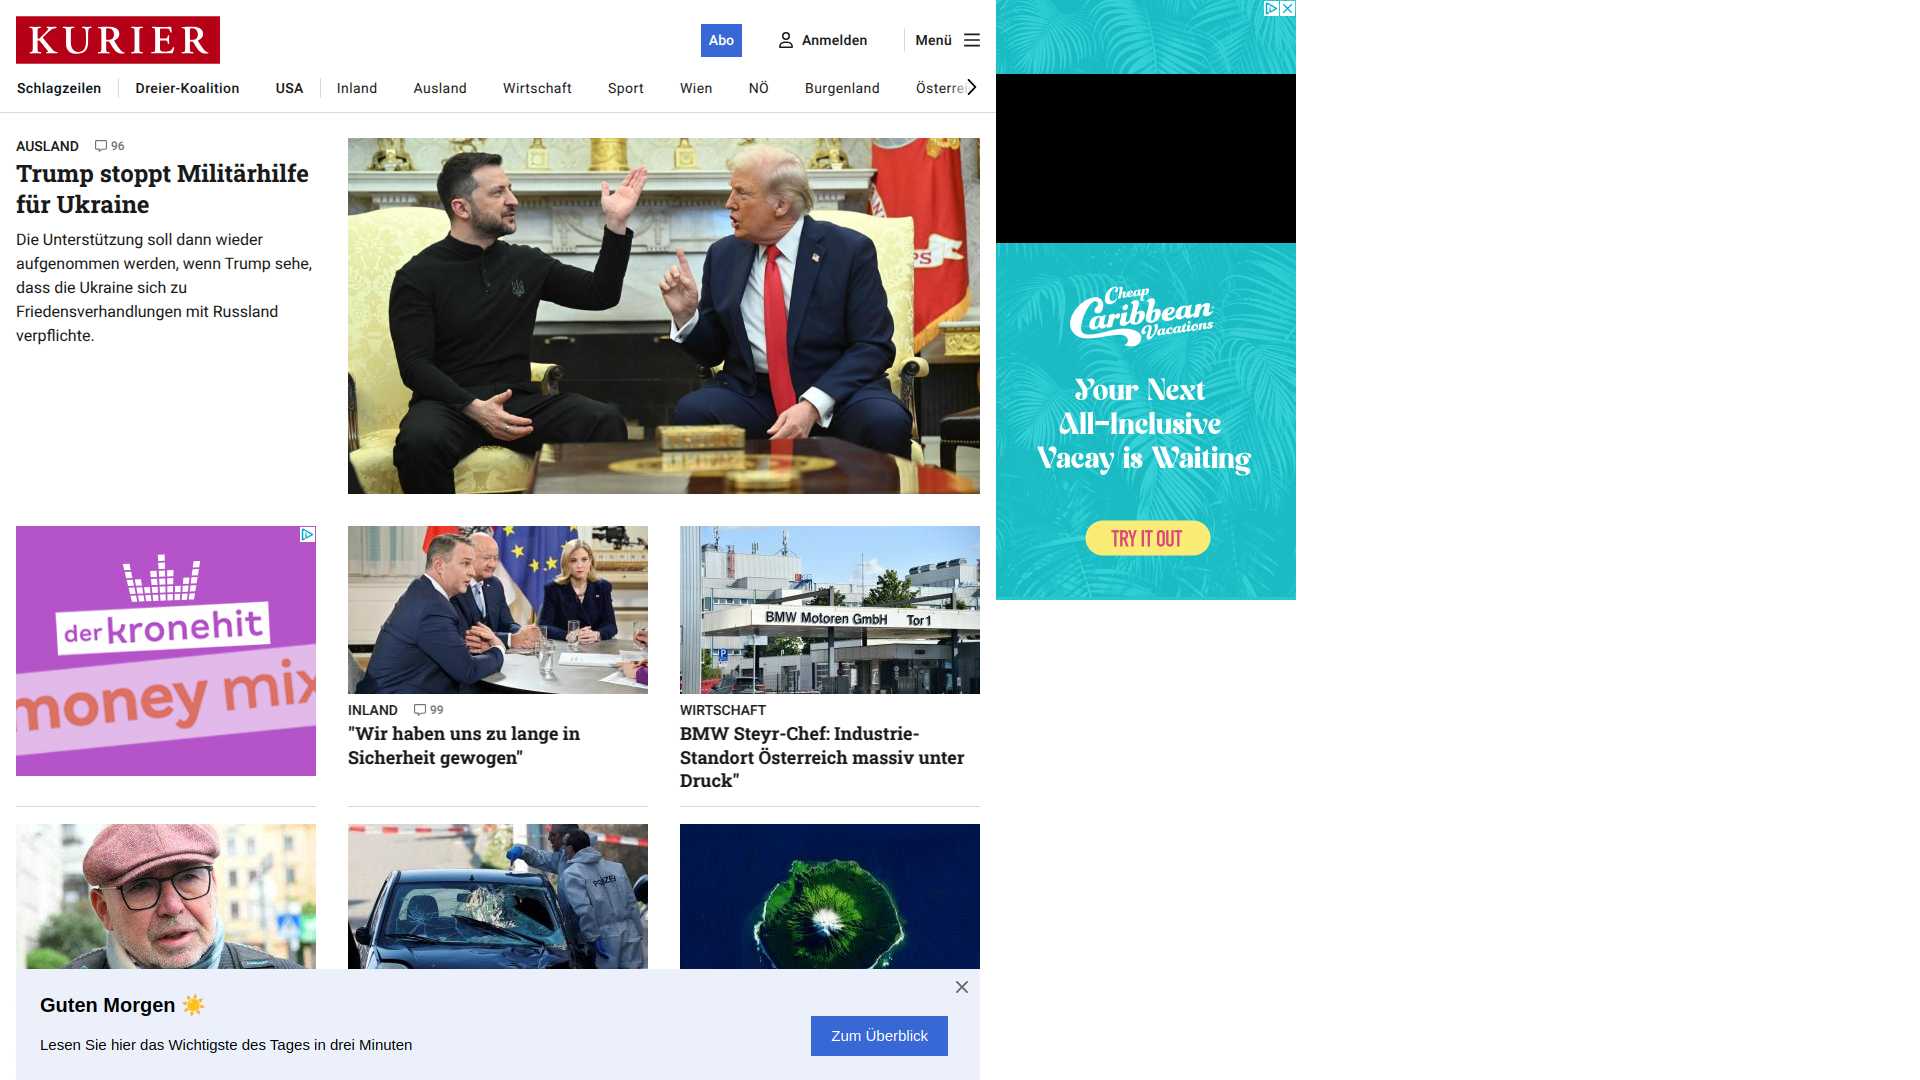 KURIER
Abo
Anmelden
Menü
Schlagzeilen
Dreier-Koalition
USA
Inland
Ausland
Wirtschaft
Sport
Wien
NÖ
Burgenland
Österrei
AUSLAND 96
Trump stoppt Militärhilfe
für Ukraine
Die Unterstützung soll dann wieder
aufgenommen werden, wenn Trump sehe,
dass die Ukraine sich zu
Friedensverhandlungen mit Russland
verpflichte.
PS
Cheap
Caribbean
Vacations
Your Next
All-Inclusive
Vacay is Waiting
TRY IT OUT
der kronehit
money mix
INLAND 99
"Wir haben uns zu lange in
Sicherheit gewogen"
BMW Motoren GmbH Tor 1
P
WIRTSCHAFT
BMW Steyr-Chef: Industrie-
Standort Österreich massiv unter
Druck"
POLIZEI
Guten Morgen ☀️
Lesen Sie hier das Wichtigste des Tages in drei Minuten
Zum Überblick